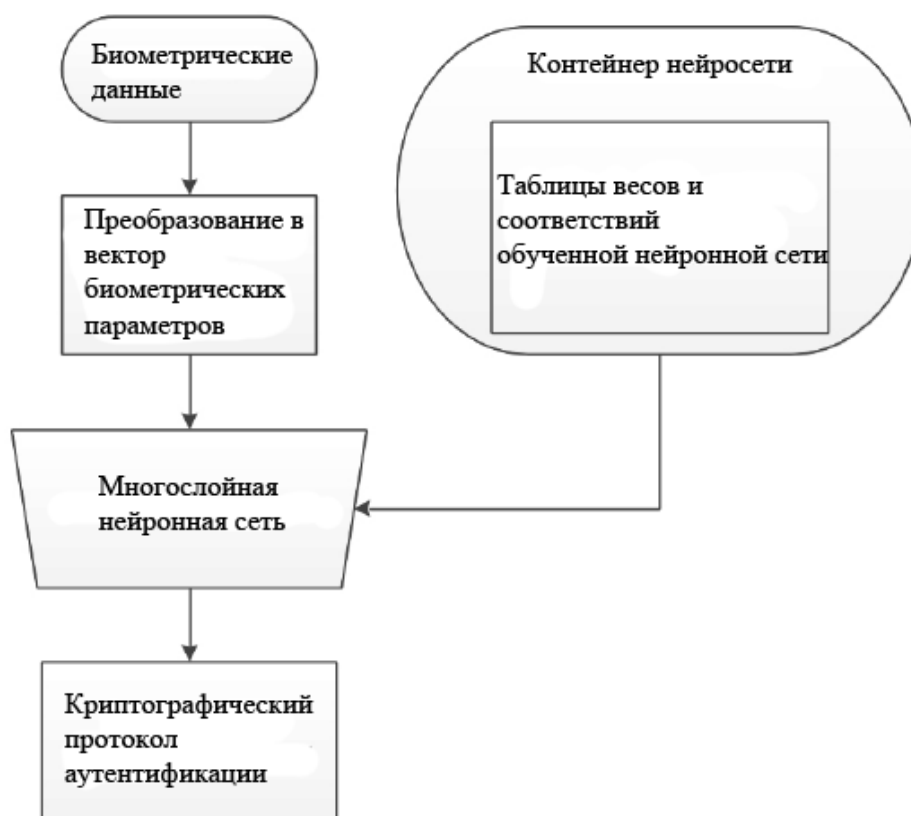 Биометрические
данные
Контейнер нейросети
Таблицы весов и
соответствий
обученной нейронной сети
Преобразование в
вектор
биометрических
параметров
Многослойная
нейронная сеть
Криптографический
протокол
аутентификации